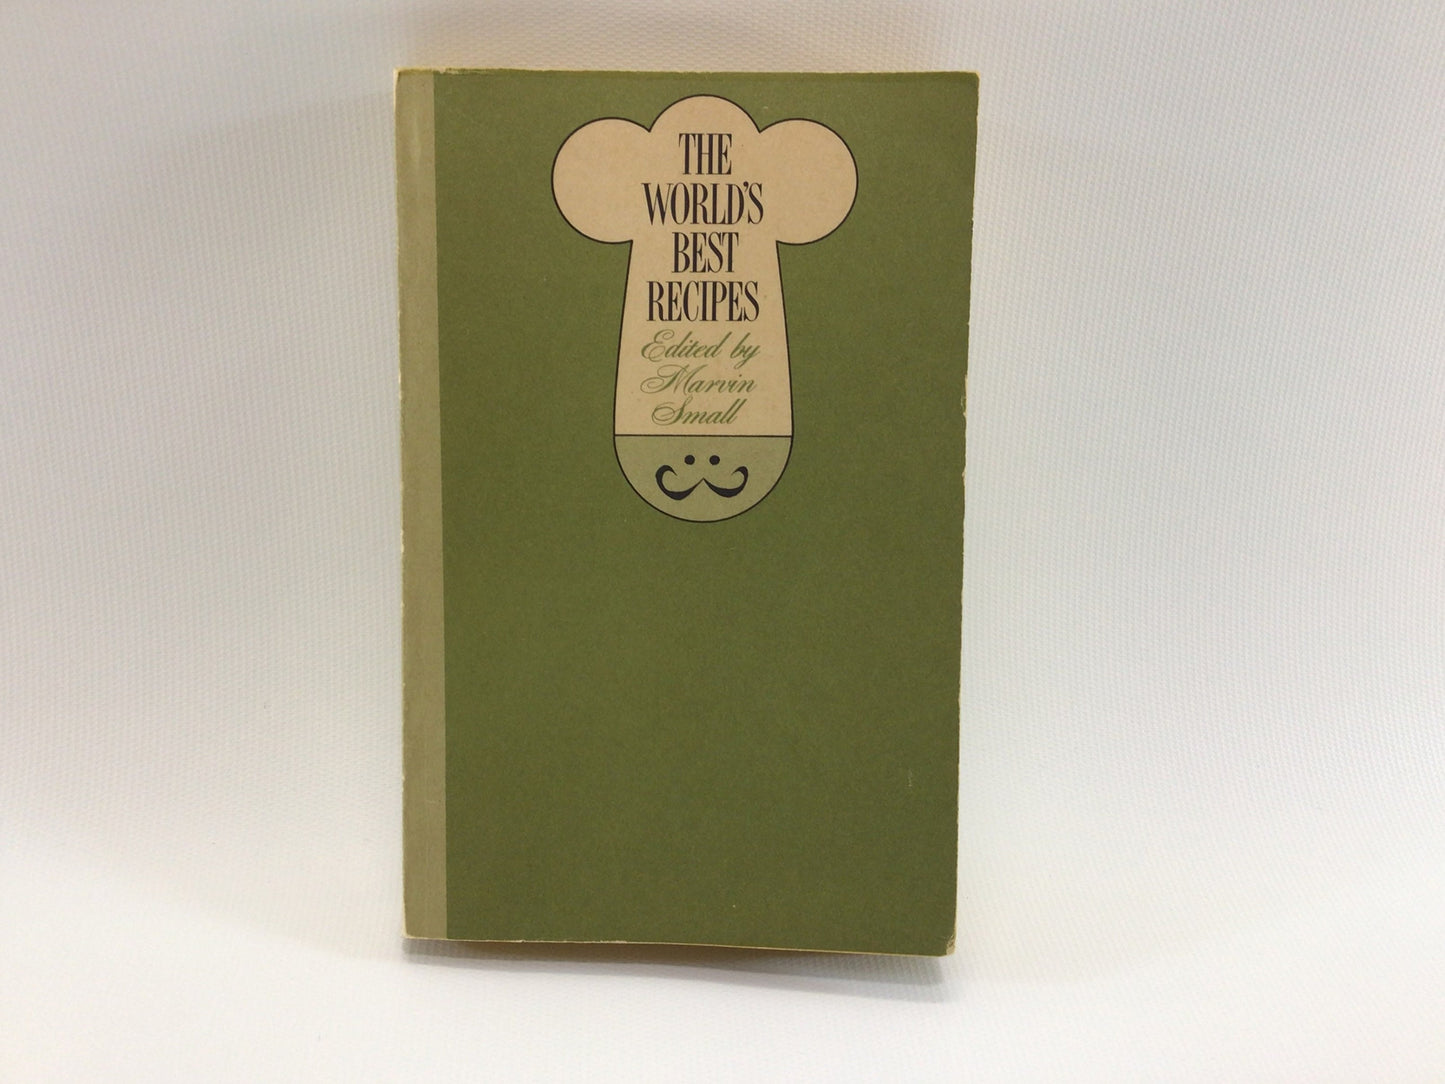 THE
WORLD'S
BEST
RECIPES
Edited by
Marvin
Small